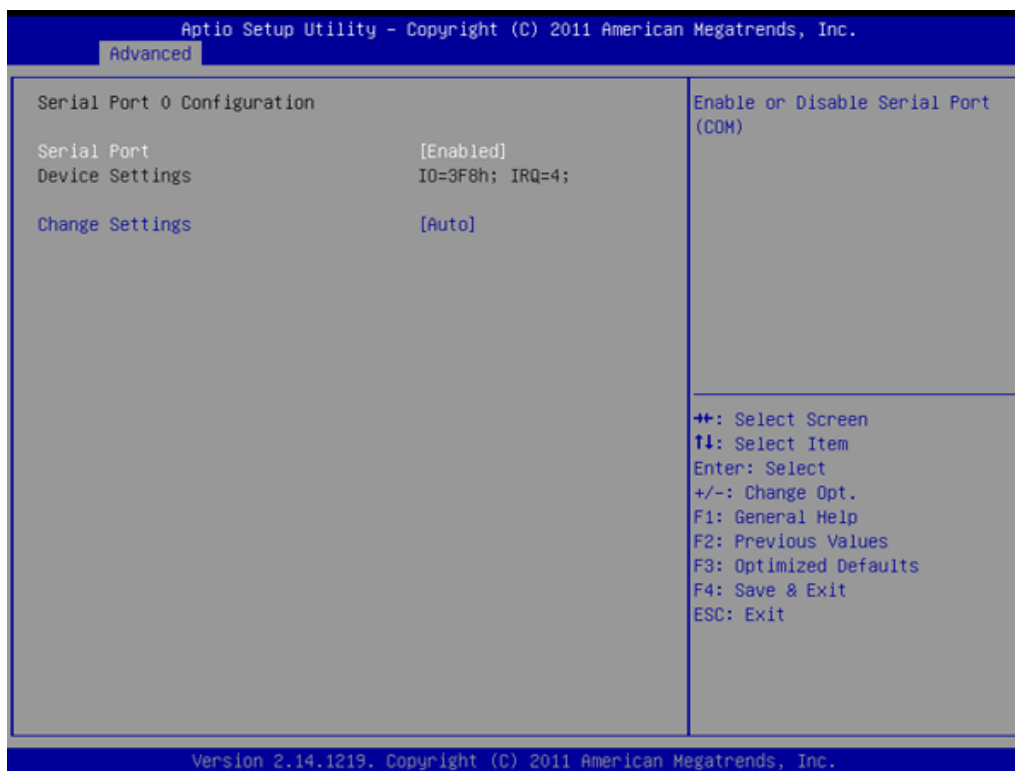 Aptio Setup Utility - Copyright (C) 2011 American Megatrends, Inc.
Advanced
Serial Port 0 Configuration
Serial Port [Enabled]
Device Settings IO=3F8h; IRQ=4;
Change Settings [Auto]
Enable or Disable Serial Port
(COM)
→←: Select Screen
↑↓: Select Item
Enter: Select
+/-: Change Opt.
F1: General Help
F2: Previous Values
F3: Optimized Defaults
F4: Save & Exit
ESC: Exit
Version 2.14.1219. Copyright (C) 2011 American Megatrends, Inc.